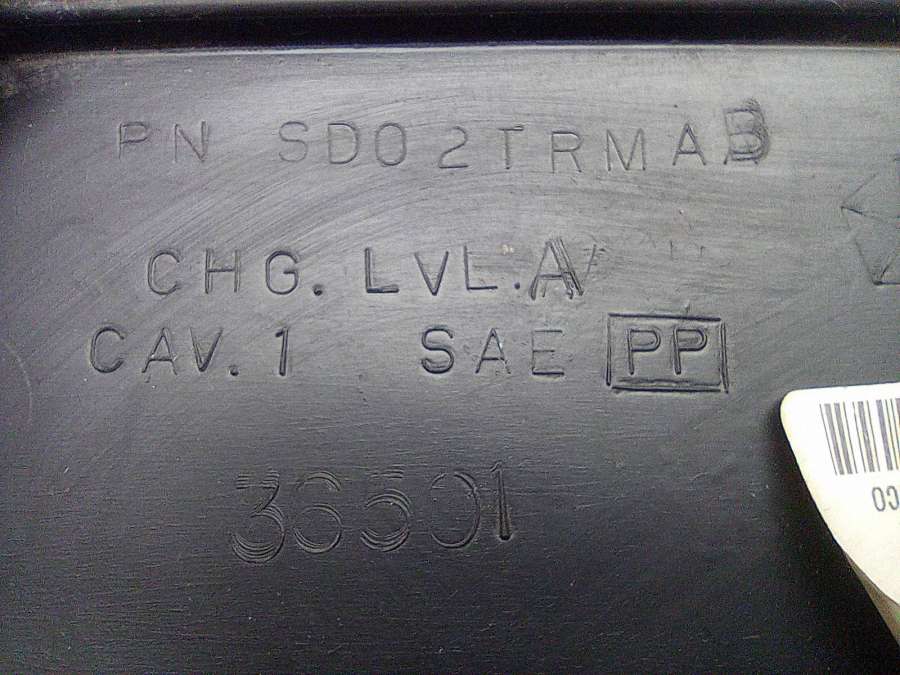 PN SD02TRMAB
CHG. LVL.A
CAV.1 SAE PP
36501